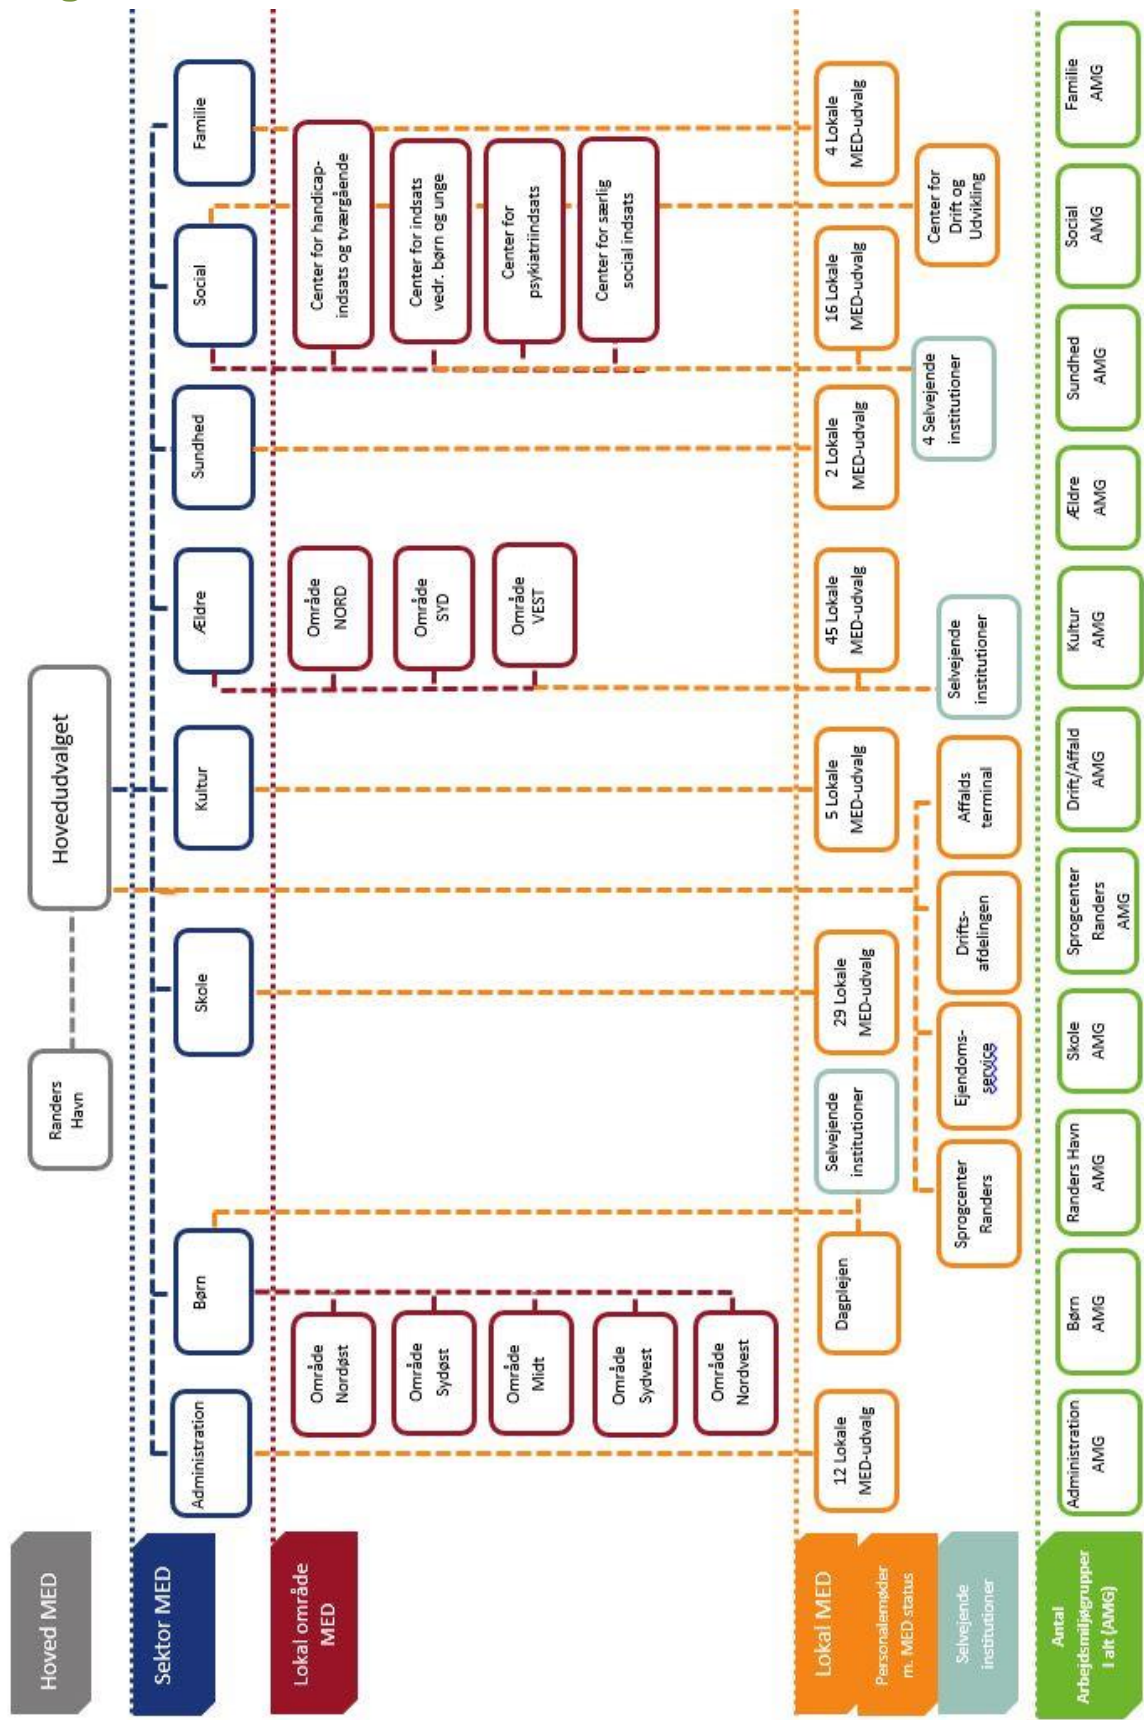 Hoved MED
Randers
Havn
Hovedudvalget
Sektor MED
Administration
Børn
Skole
Kultur
Ældre
Sundhed
Social
Familie
Lokal område
MED
Område
Nordøst
Område
Sydøst
Område
Midt
Område
Sydvest
Område
Nordvest
Område
NORD
Område
SYD
Område
VEST
Center for handicap-
indsats og tværgående
Center for indsats
vedr. børn og unge
Center for
psykiatriindsats
Center for særlig
social indsats
Lokal MED
12 Lokale
MED-udvalg
Dagplejen
Selvejende
institutioner
29 Lokale
MED-udvalg
5 Lokale
MED-udvalg
45 Lokale
MED-udvalg
2 Lokale
MED-udvalg
16 Lokale
MED-udvalg
4 Lokale
MED-udvalg
Personalemøder
m. MED status
Selvejende
institutioner
Sprogcenter
Randers
Ejendoms-
service
Drifts-
afdelingen
Affalds
terminal
Selvejende
institutioner
4 Selvejende
institutioner
Center for
Drift og
Udvikling
Antal
Arbejdsmiljøgrupper
I alt (AMG)
Administration
AMG
Børn
AMG
Randers Havn
AMG
Skole
AMG
Sprogcenter
Randers
AMG
Drift/Affald
AMG
Kultur
AMG
Ældre
AMG
Sundhed
AMG
Social
AMG
Familie
AMG